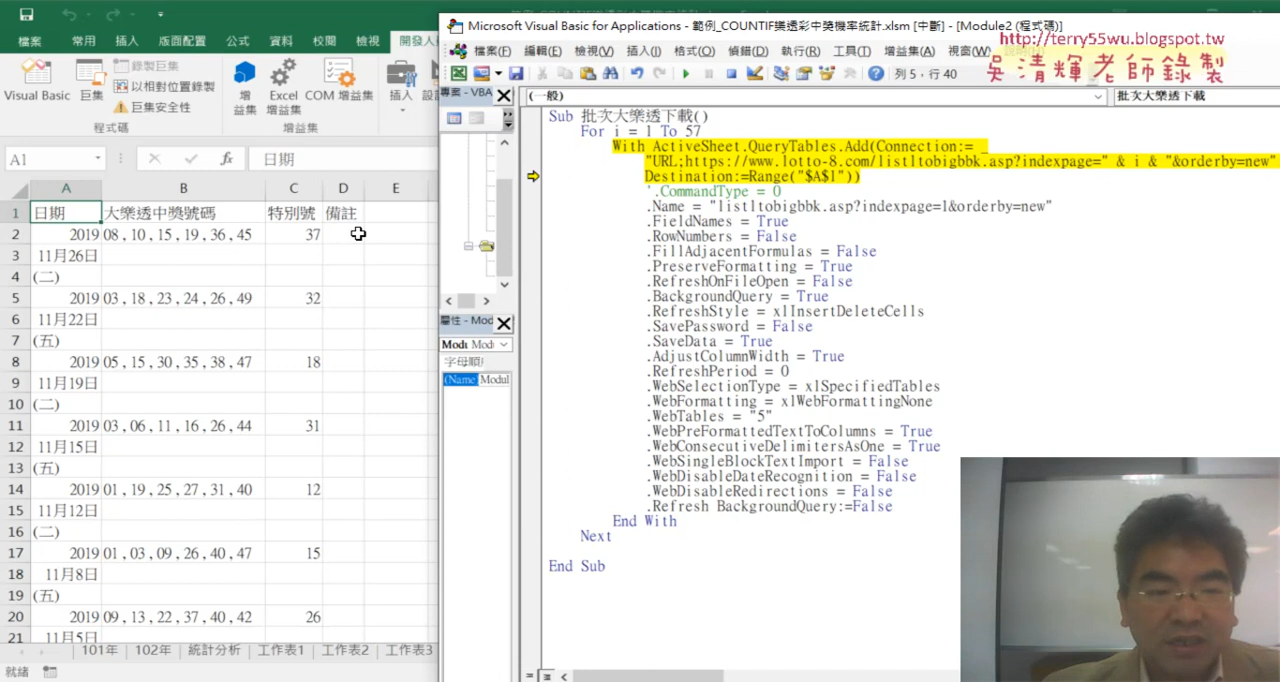 Microsoft Visual Basic for Applications - 範例_COUNTIF樂透彩中獎機率統計.xlsm [中斷] - [Module2 (程式碼)]
http://terry55wu.blogspot.tw
吳清輝老師錄製
檔案 常用 插入 版面配置 公式 資料 校閱 檢視 開發人
檔案(F) 編輯(E) 檢視(V) 插入(I) 格式(O) 偵錯(D) 執行(R) 工具(T) 增益集(A) 視窗(W)
列 5，行 40
Visual Basic 巨集 錄製巨集
以相對位置錄製
巨集安全性
程式碼
增益集 Excel 增益集 COM 增益集
增益集
插入
專案 - VBA
(一般) 批次大樂透下載
A1 日期
A B C D E
1 日期 大樂透中獎號碼 特別號 備註
2 2019 08 , 10 , 15 , 19 , 36 , 45 37
3 11月26日
4 (二)
5 2019 03 , 18 , 23 , 24 , 26 , 49 32
6 11月22日
7 (五)
8 2019 05 , 15 , 30 , 35 , 38 , 47 18
9 11月19日
10 (二)
11 2019 03 , 06 , 11 , 16 , 26 , 44 31
12 11月15日
13 (五)
14 2019 01 , 19 , 25 , 27 , 31 , 40 12
15 11月12日
16 (二)
17 2019 01 , 03 , 09 , 26 , 40 , 47 15
18 11月8日
19 (五)
20 2019 09 , 13 , 22 , 37 , 40 , 42 26
21 11月5日
101年 102年 統計分析 工作表1 工作表2 工作表3
就緒
屬性 - Mod
Modu
字母順
(Name Modul
Sub 批次大樂透下載()
For i = 1 To 57
With ActiveSheet.QueryTables.Add(Connection:= _
"URL;https://www.lotto-8.com/listltobigbbk.asp?indexpage=" & i & "&orderby=new"
Destination:=Range("$A$1"))
'.CommandType = 0
.Name = "listltobigbbk.asp?indexpage=1&orderby=new"
.FieldNames = True
.RowNumbers = False
.FillAdjacentFormulas = False
.PreserveFormatting = True
.RefreshOnFileOpen = False
.BackgroundQuery = True
.RefreshStyle = xlInsertDeleteCells
.SavePassword = False
.SaveData = True
.AdjustColumnWidth = True
.RefreshPeriod = 0
.WebSelectionType = xlSpecifiedTables
.WebFormatting = xlWebFormattingNone
.WebTables = "5"
.WebPreFormattedTextToColumns = True
.WebConsecutiveDelimitersAsOne = True
.WebSingleBlockTextImport = False
.WebDisableDateRecognition = False
.WebDisableRedirections = False
.Refresh BackgroundQuery:=False
End With
Next
End Sub